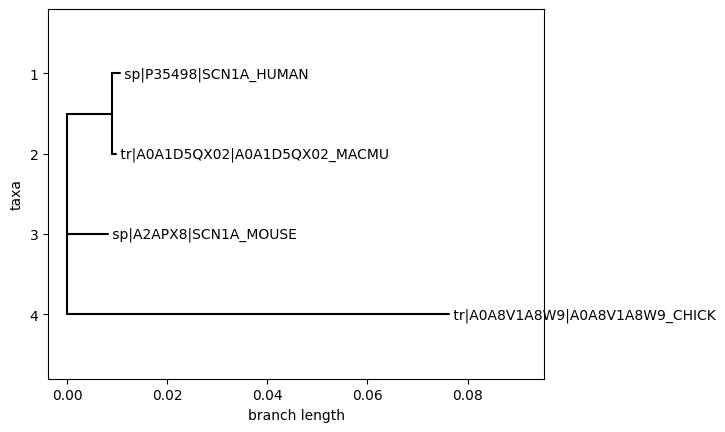 1
sp|P35498|SCN1A_HUMAN
2
tr|A0A1D5QX02|A0A1D5QX02_MACMU
taxa
3
sp|A2APX8|SCN1A_MOUSE
4
tr|A0A8V1A8W9|A0A8V1A8W9_CHICK
0.00 0.02 0.04 0.06 0.08
branch length